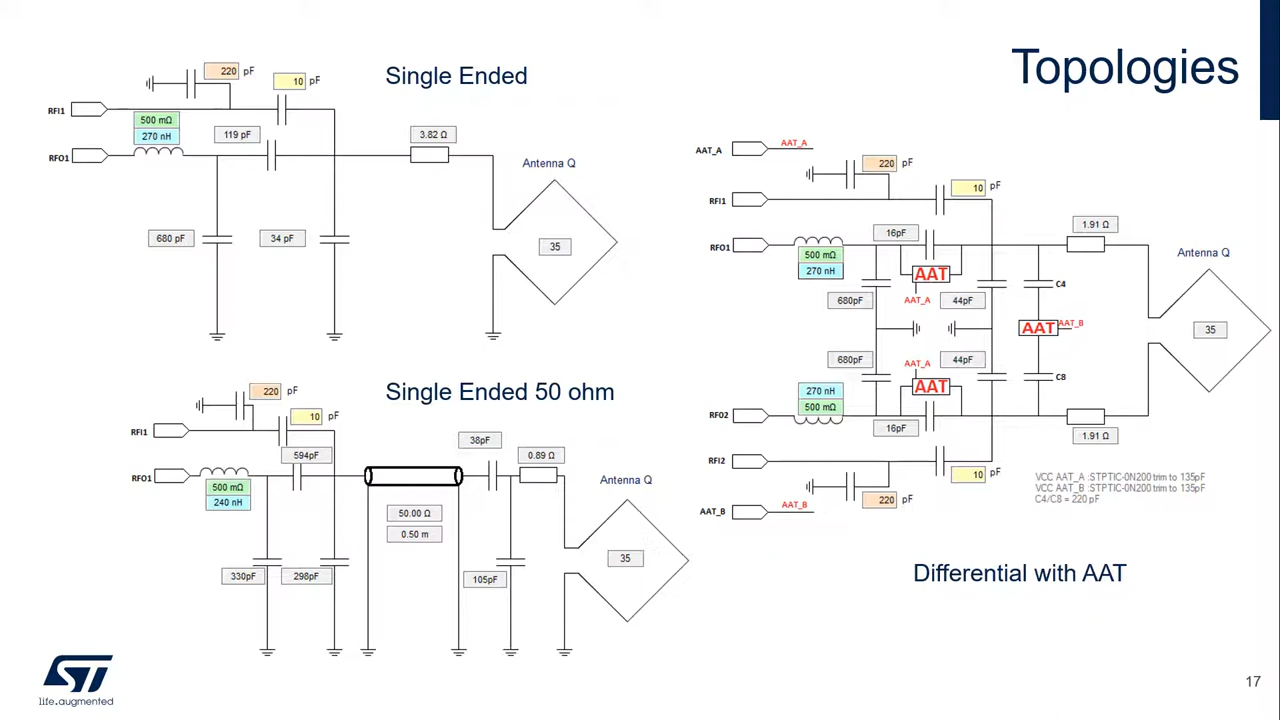 Topologies
Single Ended
220 pF
10 pF
RFI1
500 mΩ
270 nH
119 pF
3.82 Ω
RFO1
Antenna Q
680 pF
34 pF
35
Single Ended 50 ohm
220 pF
10 pF
RFI1
594pF
38pF
0.89 Ω
RFO1
500 mΩ
240 nH
Antenna Q
50.00 Ω
0.50 m
35
330pF
298pF
105pF
AAT_A
AAT_A
220 pF
10 pF
RFI1
16pF
1.91 Ω
RFO1
500 mΩ
270 nH
AAT
Antenna Q
C4
AAT_A
680pF
44pF
AAT
AAT_B
35
680pF
44pF
AAT_A
C8
270 nH
500 mΩ
AAT
RFO2
16pF
1.91 Ω
RFI2
10 pF
220 pF
AAT_B
AAT_B
VCC AAT_A :STPTIC-0N200 trim to 135pF
VCC AAT_B :STPTIC-0N200 trim to 135pF
C4/C8 = 220 pF
Differential with AAT
ST
life.augmented
17